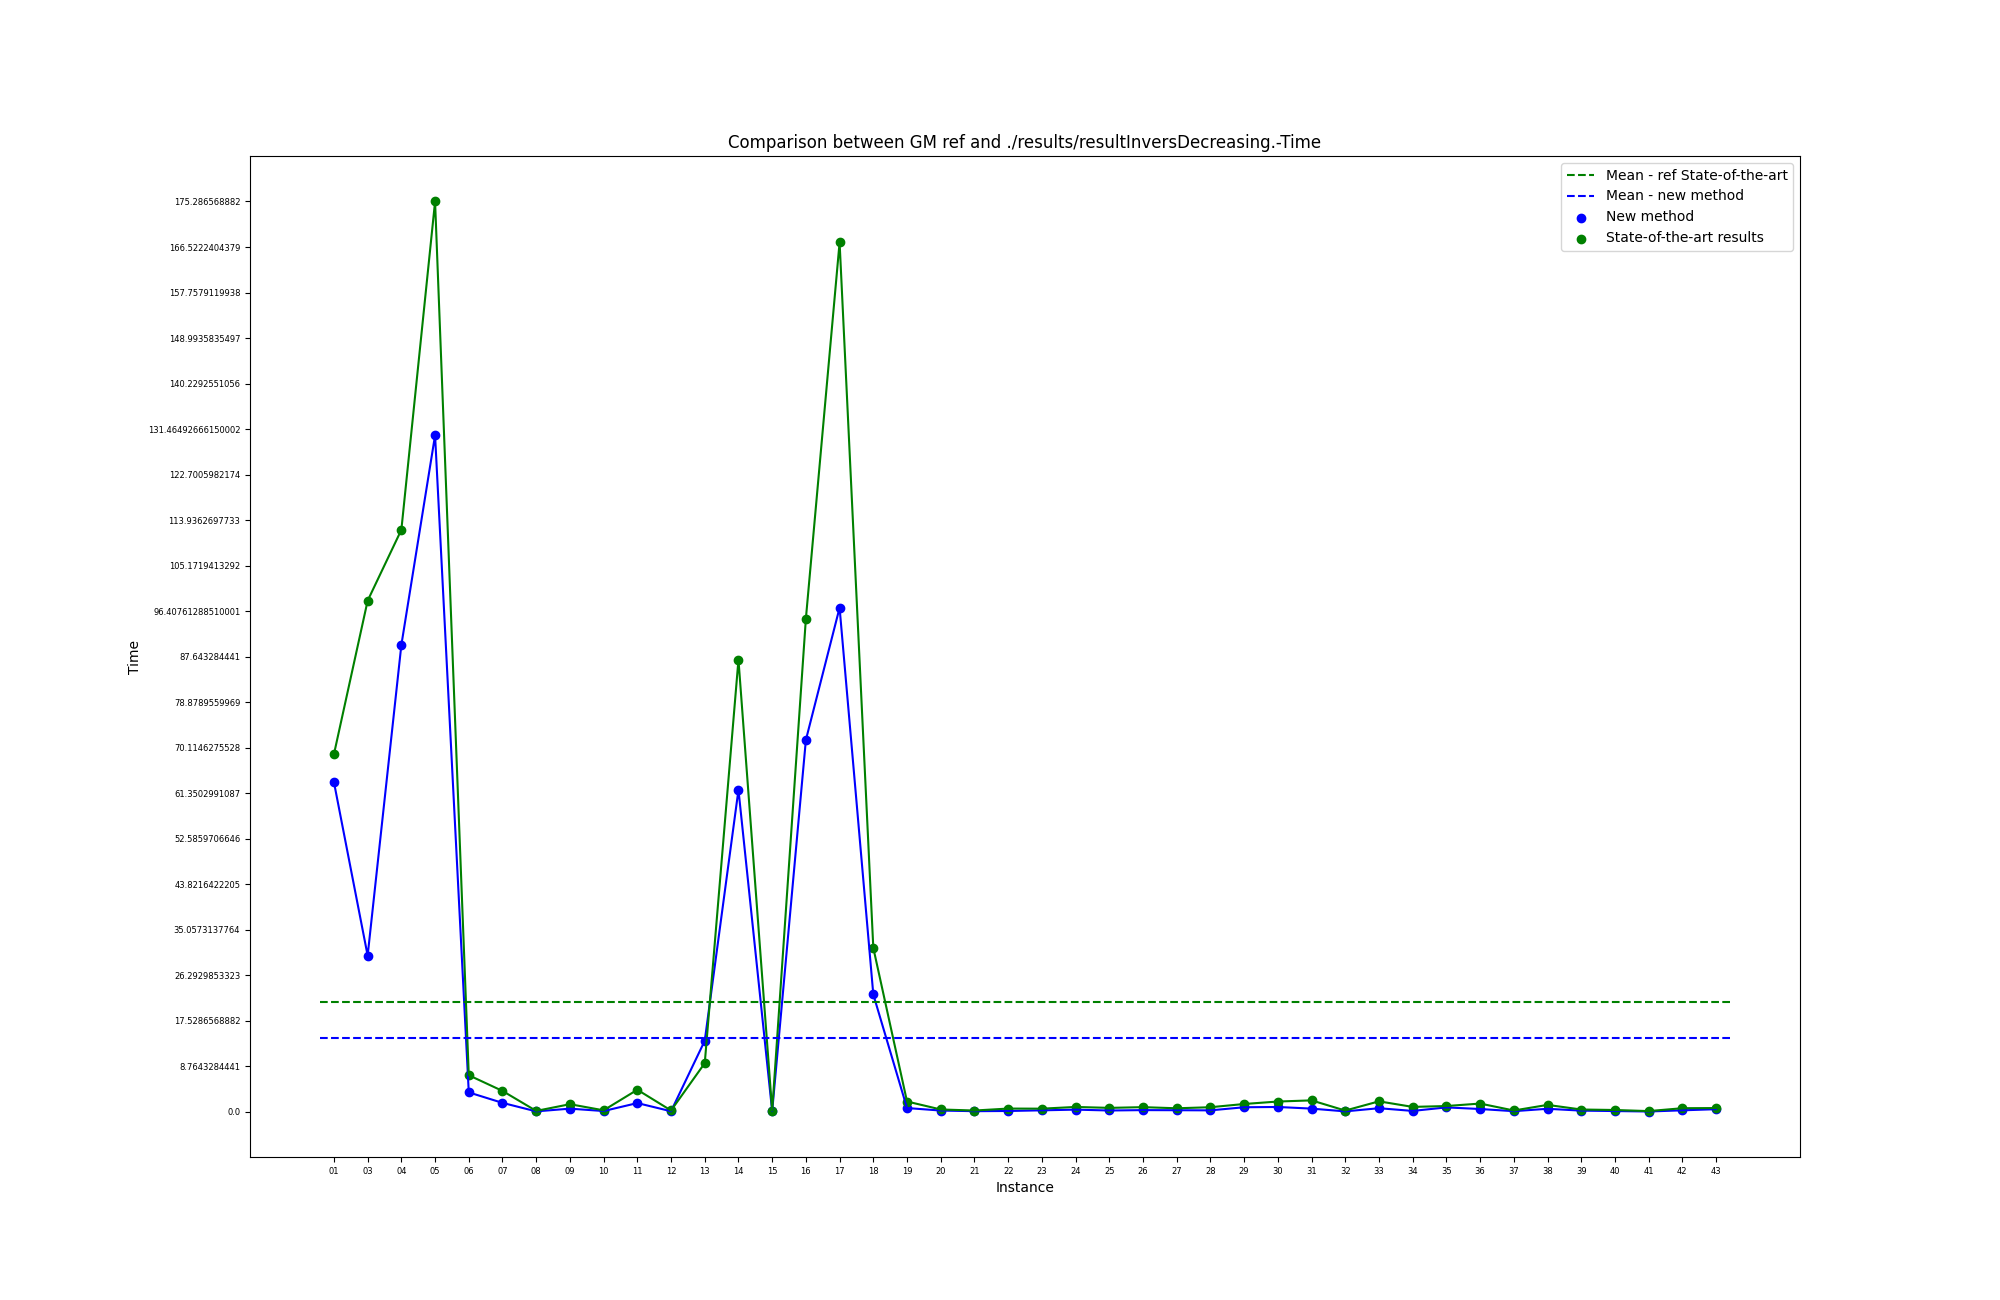 Comparison between GM ref and ./results/resultInversDecreasing.-Time
Mean - ref State-of-the-art
Mean - new method
New method
State-of-the-art results
175.286568882
166.5222404379
157.7579119938
148.9935835497
140.2292551056
131.46492666150002
122.7005982174
113.9362697733
105.1719413292
96.40761288510001
87.643284441
78.8789559969
70.1146275528
61.3502991087
52.5859706646
43.8216422205
35.0573137764
26.2929853323
17.5286568882
8.7643284441
0.0
Time
01 03 04 05 06 07 08 09 10 11 12 13 14 15 16 17 18 19 20 21 22 23 24 25 26 27 28 29 30 31 32 33 34 35 36 37 38 39 40 41 42 43
Instance